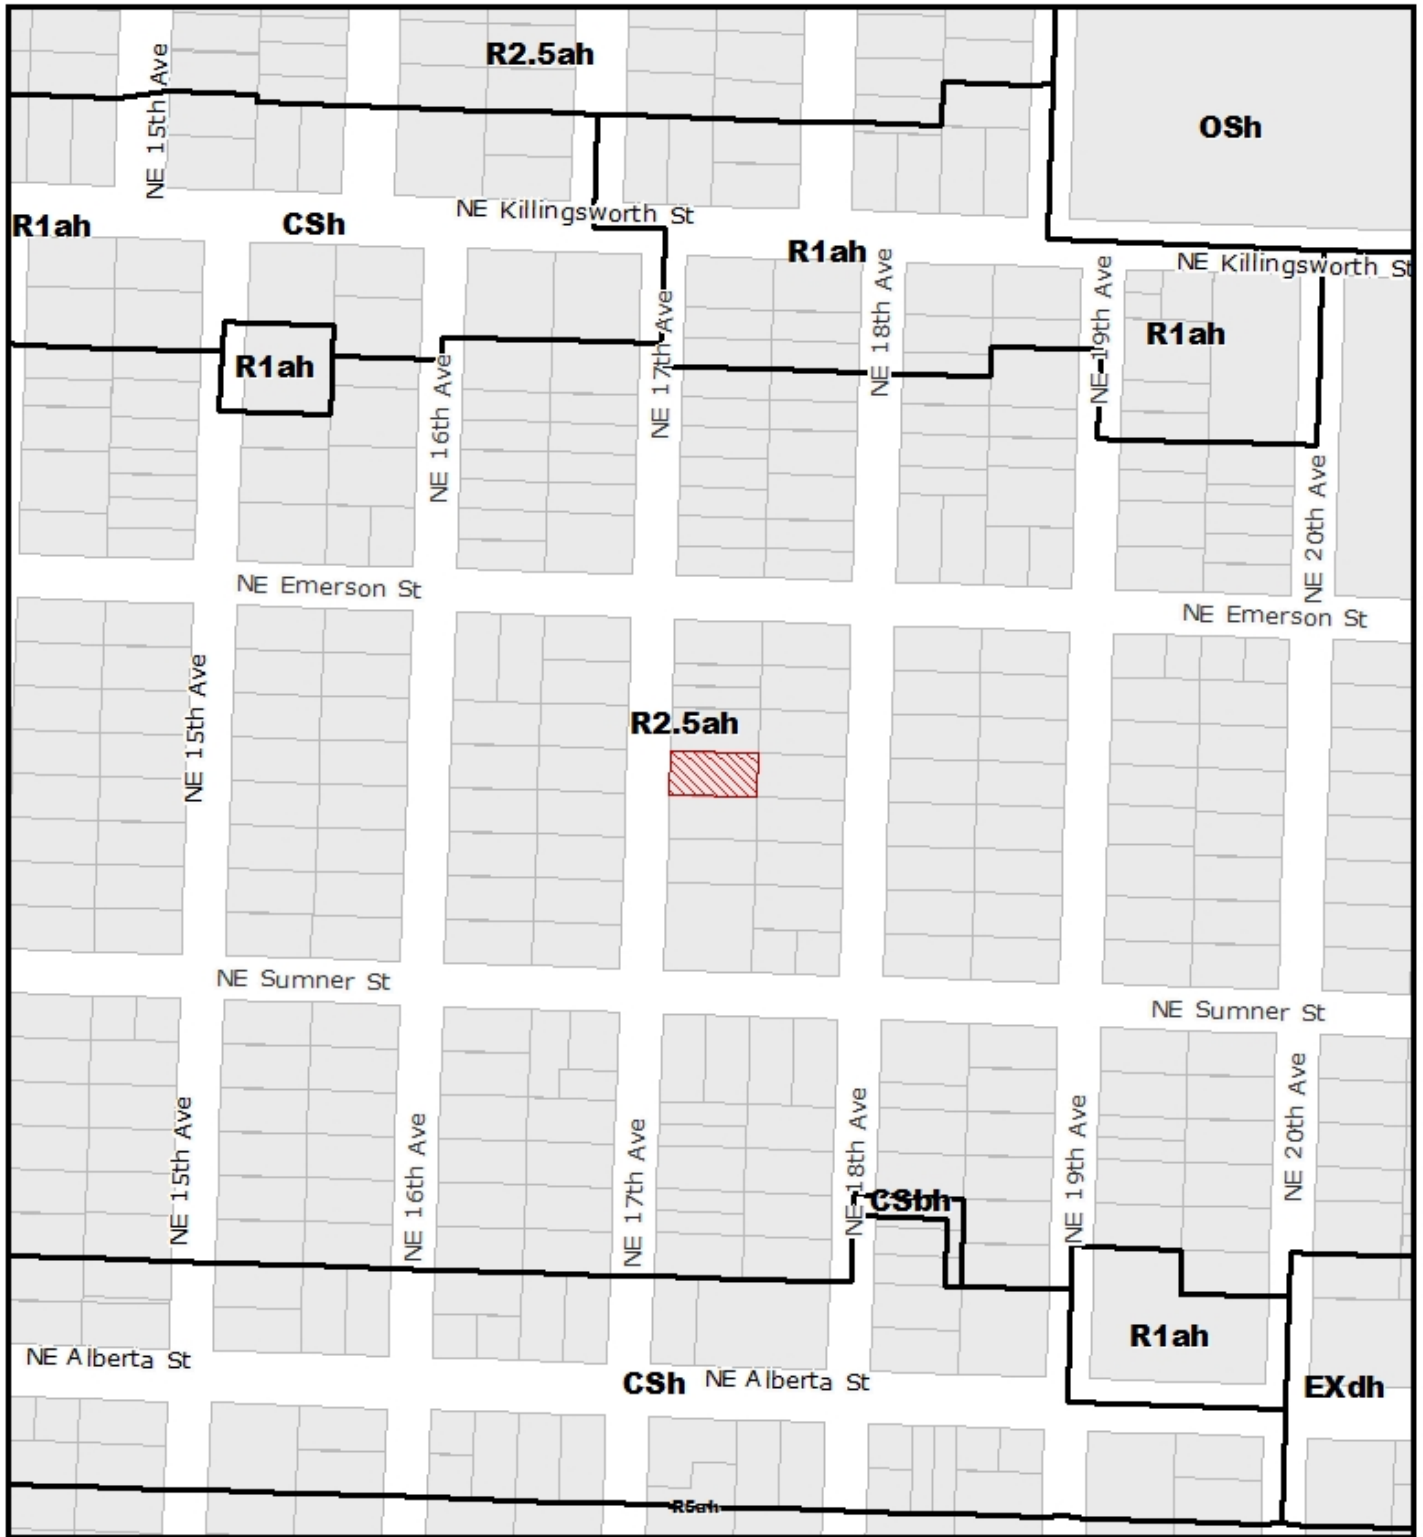 R2.5ah
NE 15th Ave
OSh
NE Killingsworth St
R1ah
CSh
R1ah
NE 18th Ave
NE 19th Ave
NE Killingsworth St
NE 17th Ave
R1ah
R1ah
NE 16th Ave
NE 20th Ave
NE Emerson St
NE Emerson St
NE 15th Ave
R2.5ah
NE Sumner St
NE Sumner St
NE 15th Ave
NE 16th Ave
NE 17th Ave
NE 18th Ave
NE 19th Ave
NE 20th Ave
CSbh
R1ah
NE Alberta St
CSh
NE Alberta St
EXdh
R5ah